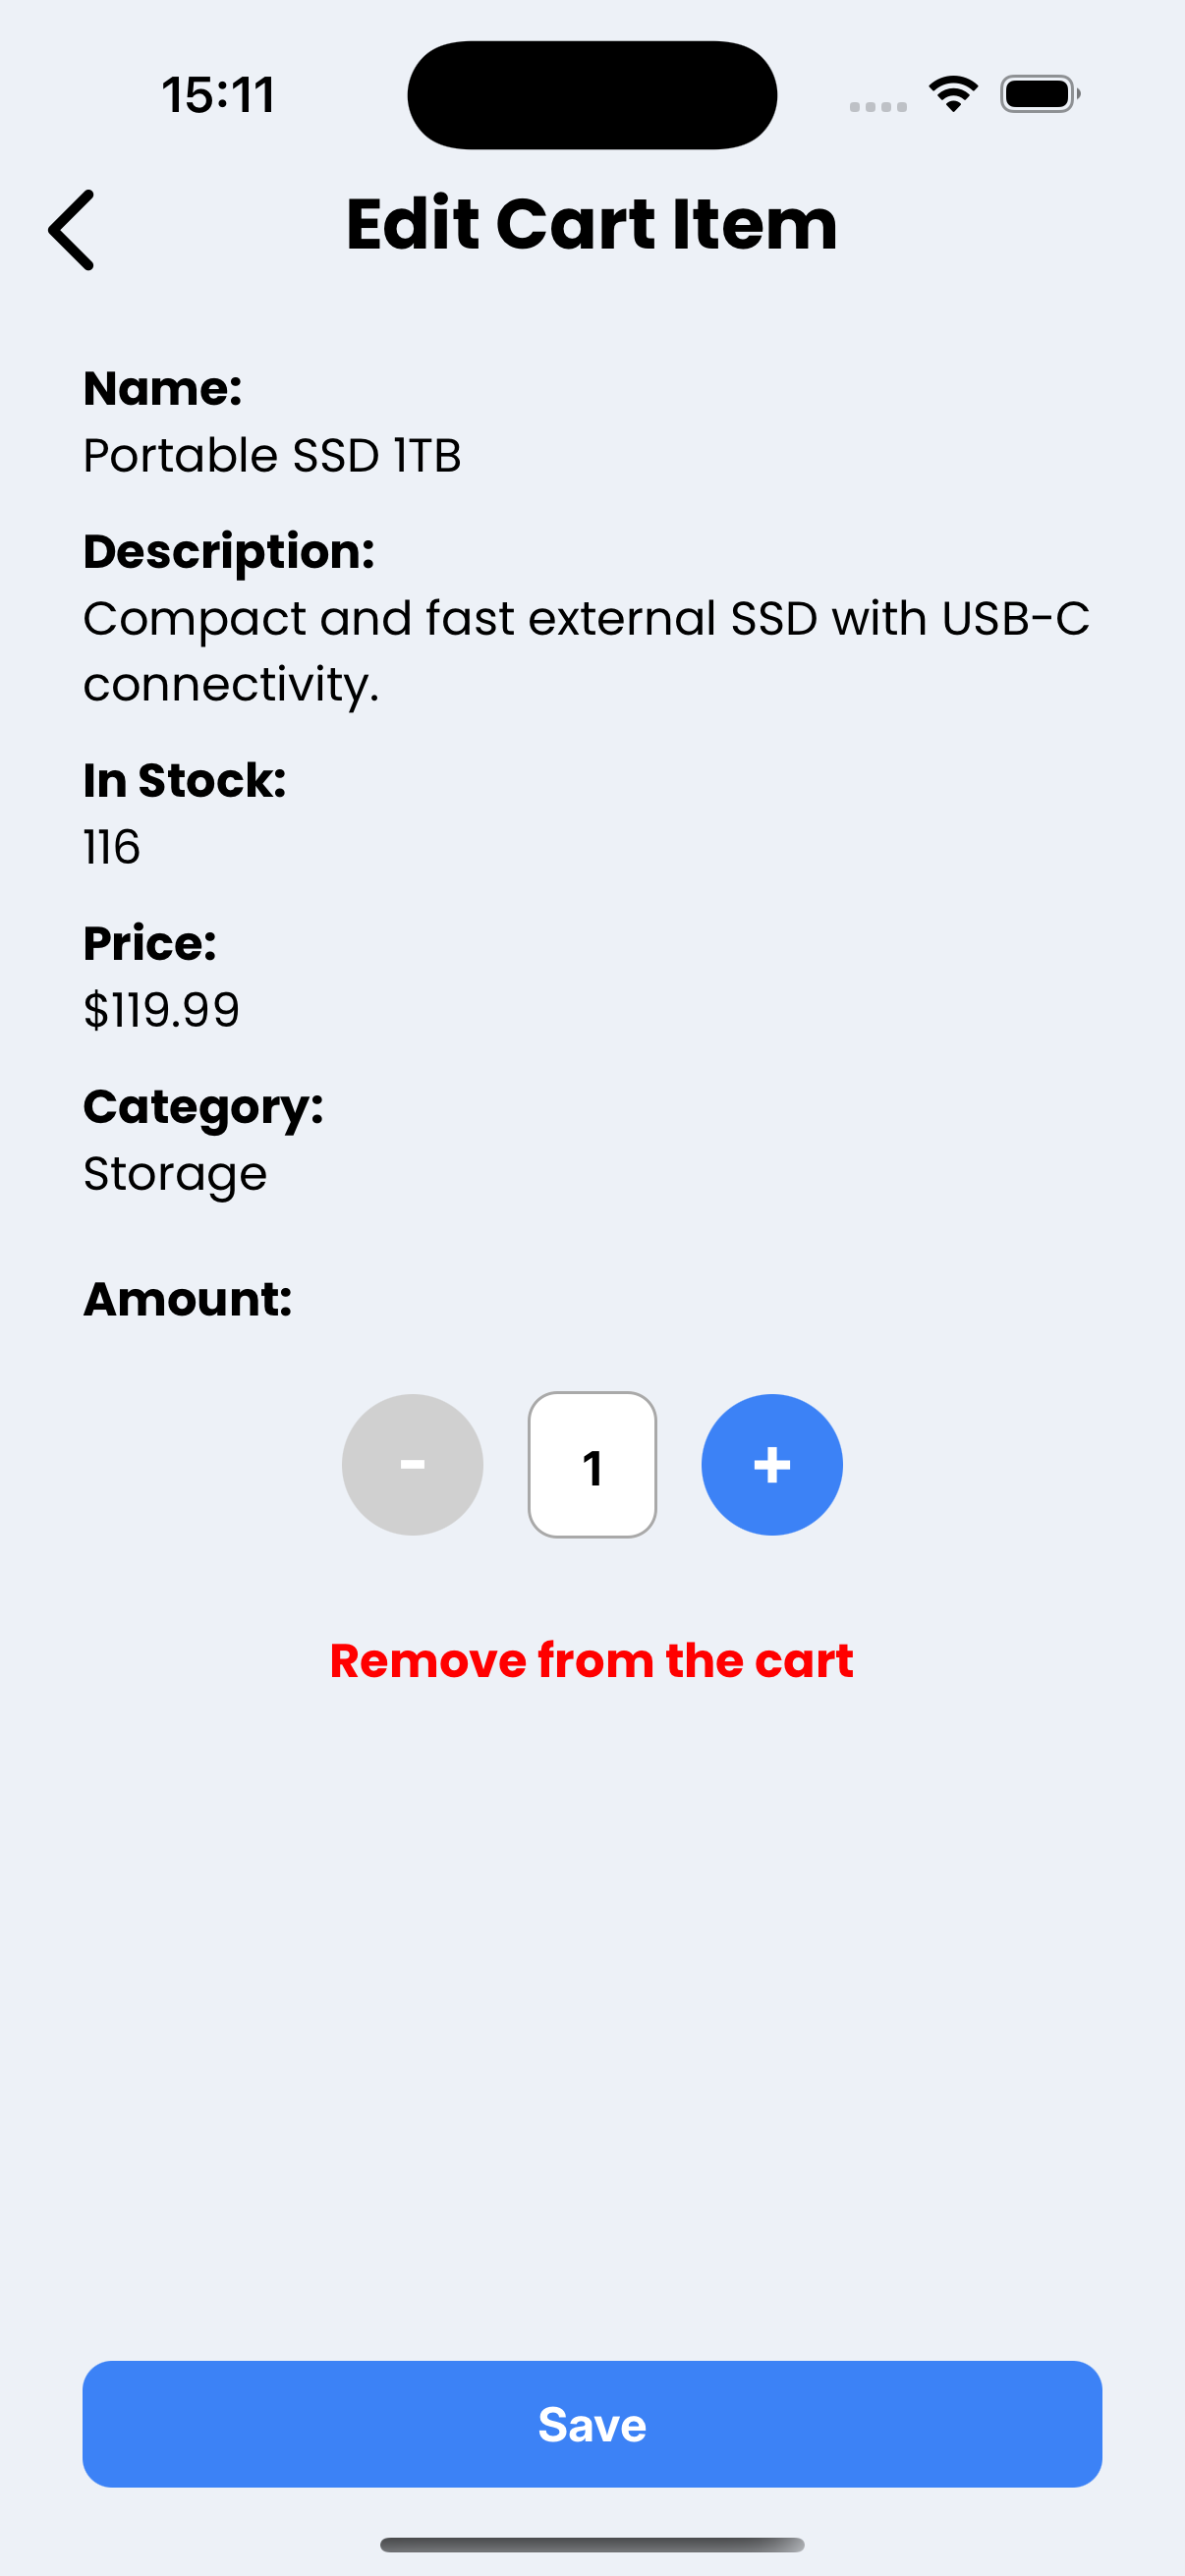 15:11
Edit Cart Item
Name:
Portable SSD 1TB
Description:
Compact and fast external SSD with USB-C
connectivity.
In Stock:
116
Price:
$119.99
Category:
Storage
Amount:
- 1 +
Remove from the cart
Save